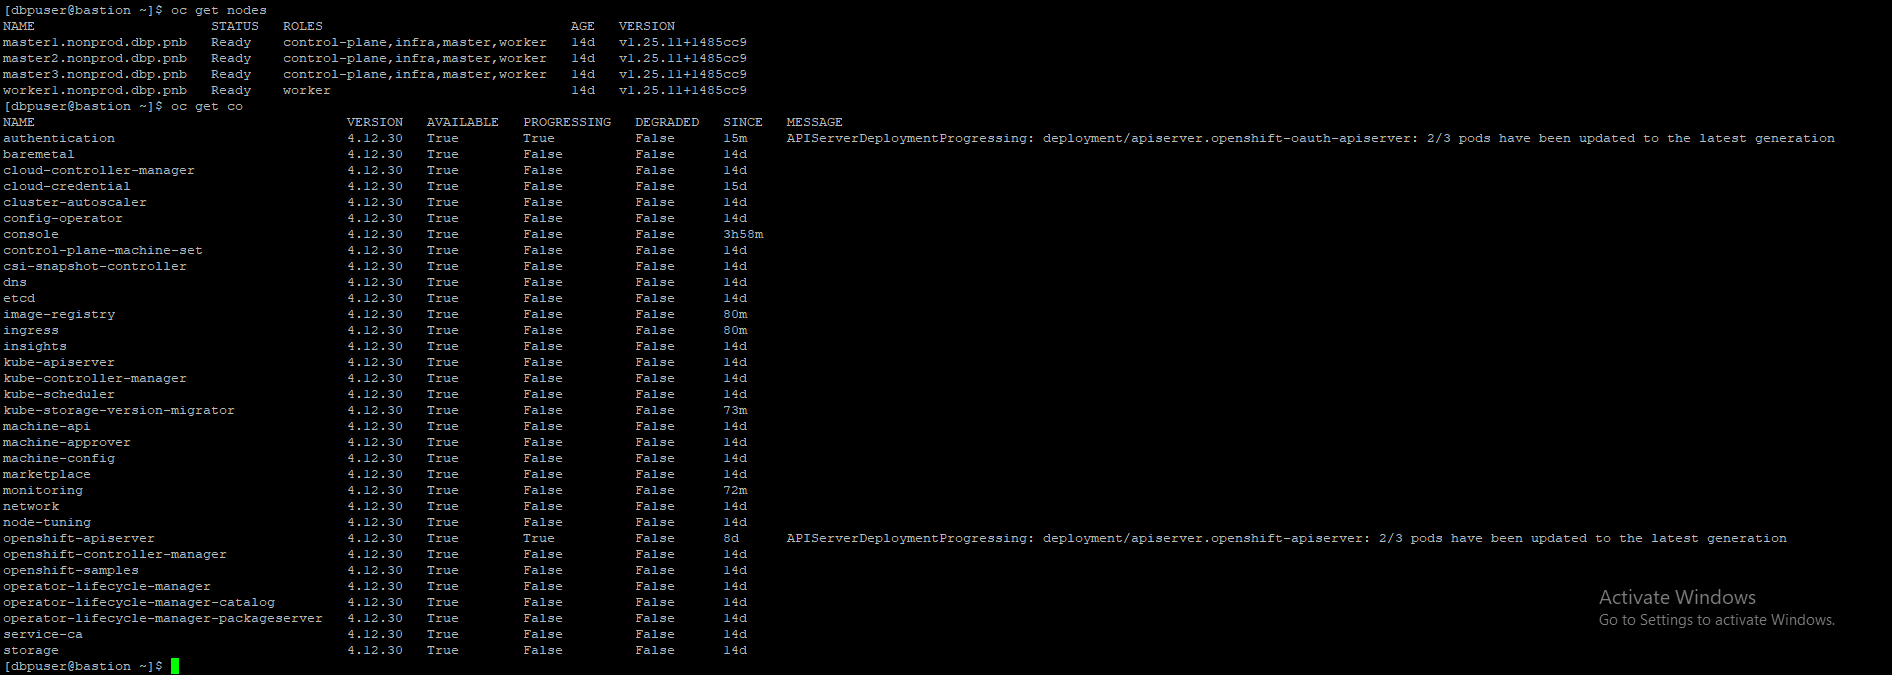 [dbpuser@bastion ~]$ oc get nodes
NAME STATUS ROLES AGE VERSION
master1.nonprod.dbp.pnb Ready control-plane,infra,master,worker 14d v1.25.11+1485cc9
master2.nonprod.dbp.pnb Ready control-plane,infra,master,worker 14d v1.25.11+1485cc9
master3.nonprod.dbp.pnb Ready control-plane,infra,master,worker 14d v1.25.11+1485cc9
worker1.nonprod.dbp.pnb Ready worker 14d v1.25.11+1485cc9
[dbpuser@bastion ~]$ oc get co
NAME VERSION AVAILABLE PROGRESSING DEGRADED SINCE MESSAGE
authentication 4.12.30 True True False 15m APIServerDeploymentProgressing: deployment/apiserver.openshift-oauth-apiserver: 2/3 pods have been updated to the latest generation
baremetal 4.12.30 True False False 14d
cloud-controller-manager 4.12.30 True False False 14d
cloud-credential 4.12.30 True False False 15d
cluster-autoscaler 4.12.30 True False False 14d
config-operator 4.12.30 True False False 14d
console 4.12.30 True False False 3h58m
control-plane-machine-set 4.12.30 True False False 14d
csi-snapshot-controller 4.12.30 True False False 14d
dns 4.12.30 True False False 14d
etcd 4.12.30 True False False 14d
image-registry 4.12.30 True False False 80m
ingress 4.12.30 True False False 80m
insights 4.12.30 True False False 14d
kube-apiserver 4.12.30 True False False 14d
kube-controller-manager 4.12.30 True False False 14d
kube-scheduler 4.12.30 True False False 14d
kube-storage-version-migrator 4.12.30 True False False 73m
machine-api 4.12.30 True False False 14d
machine-approver 4.12.30 True False False 14d
machine-config 4.12.30 True False False 14d
marketplace 4.12.30 True False False 14d
monitoring 4.12.30 True False False 72m
network 4.12.30 True False False 14d
node-tuning 4.12.30 True False False 14d
openshift-apiserver 4.12.30 True True False 8d APIServerDeploymentProgressing: deployment/apiserver.openshift-apiserver: 2/3 pods have been updated to the latest generation
openshift-controller-manager 4.12.30 True False False 14d
openshift-samples 4.12.30 True False False 14d
operator-lifecycle-manager 4.12.30 True False False 14d
operator-lifecycle-manager-catalog 4.12.30 True False False 14d
operator-lifecycle-manager-packageserver 4.12.30 True False False 14d
service-ca 4.12.30 True False False 14d
storage 4.12.30 True False False 14d
[dbpuser@bastion ~]$
Activate Windows
Go to Settings to activate Windows.